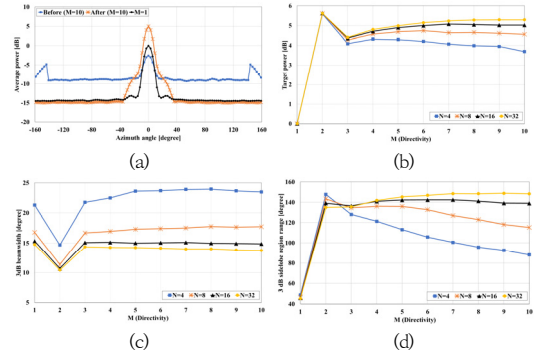 Before (M=10) After (M=10) M=1
10
5
0
-5
-10
-15
-20
-160 -120 -80 -40 0 40 80 120 160
Average power [dB]
Azimuth angle [degree]
(a)
7
6
5
4
3
2
1
0
1 2 3 4 5 6 7 8 9 10
Targe power [dB]
M (Directivity)
N=4 N=8 N=16 N=32
(b)
25
20
15
10
5
0
1 2 3 4 5 6 7 8 9 10
3dB beamwidth [degree]
M (Directivity)
N=4 N=8 N=16 N=32
(c)
160
140
120
100
80
60
40
1 2 3 4 5 6 7 8 9 10
3 dB sidelobe region range [degree]
M (Directivity)
N=4 N=8 N=16 N=32
(d)